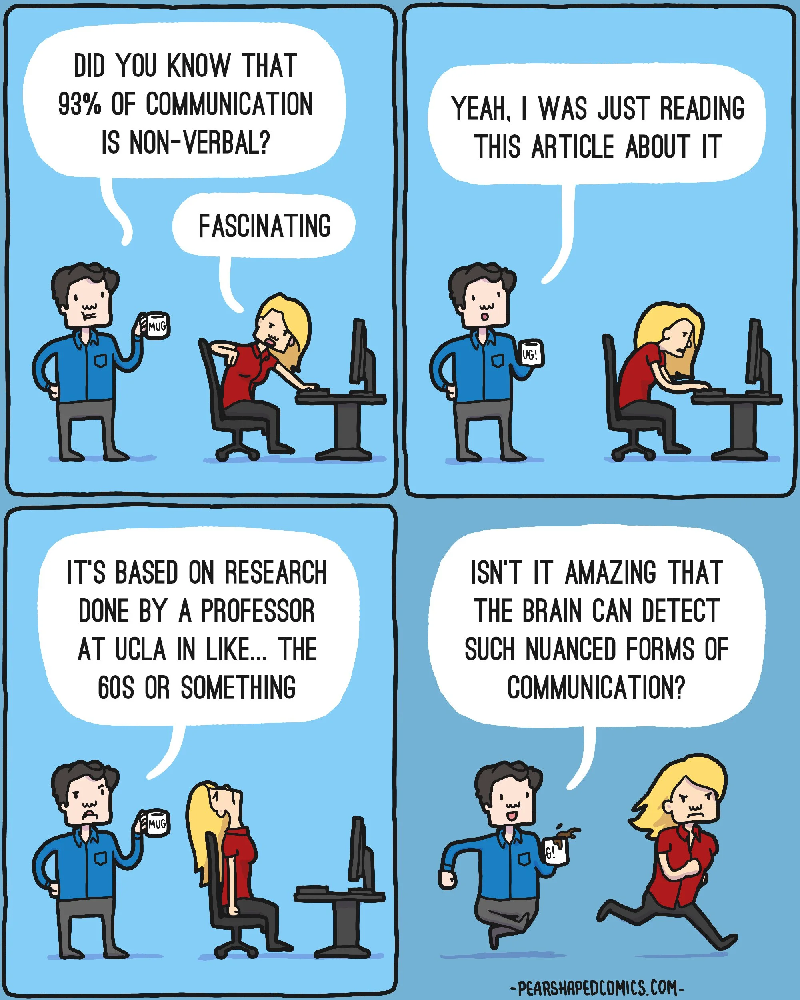 DID YOU KNOW THAT
93% OF COMMUNICATION
IS NON-VERBAL?
FASCINATING
MUG
YEAH, I WAS JUST READING
THIS ARTICLE ABOUT IT
UG!
IT'S BASED ON RESEARCH
DONE BY A PROFESSOR
AT UCLA IN LIKE... THE
60S OR SOMETHING
MUG
ISN'T IT AMAZING THAT
THE BRAIN CAN DETECT
SUCH NUANCED FORMS OF
COMMUNICATION?
G!
-PEARSHAPEDCOMICS.COM-